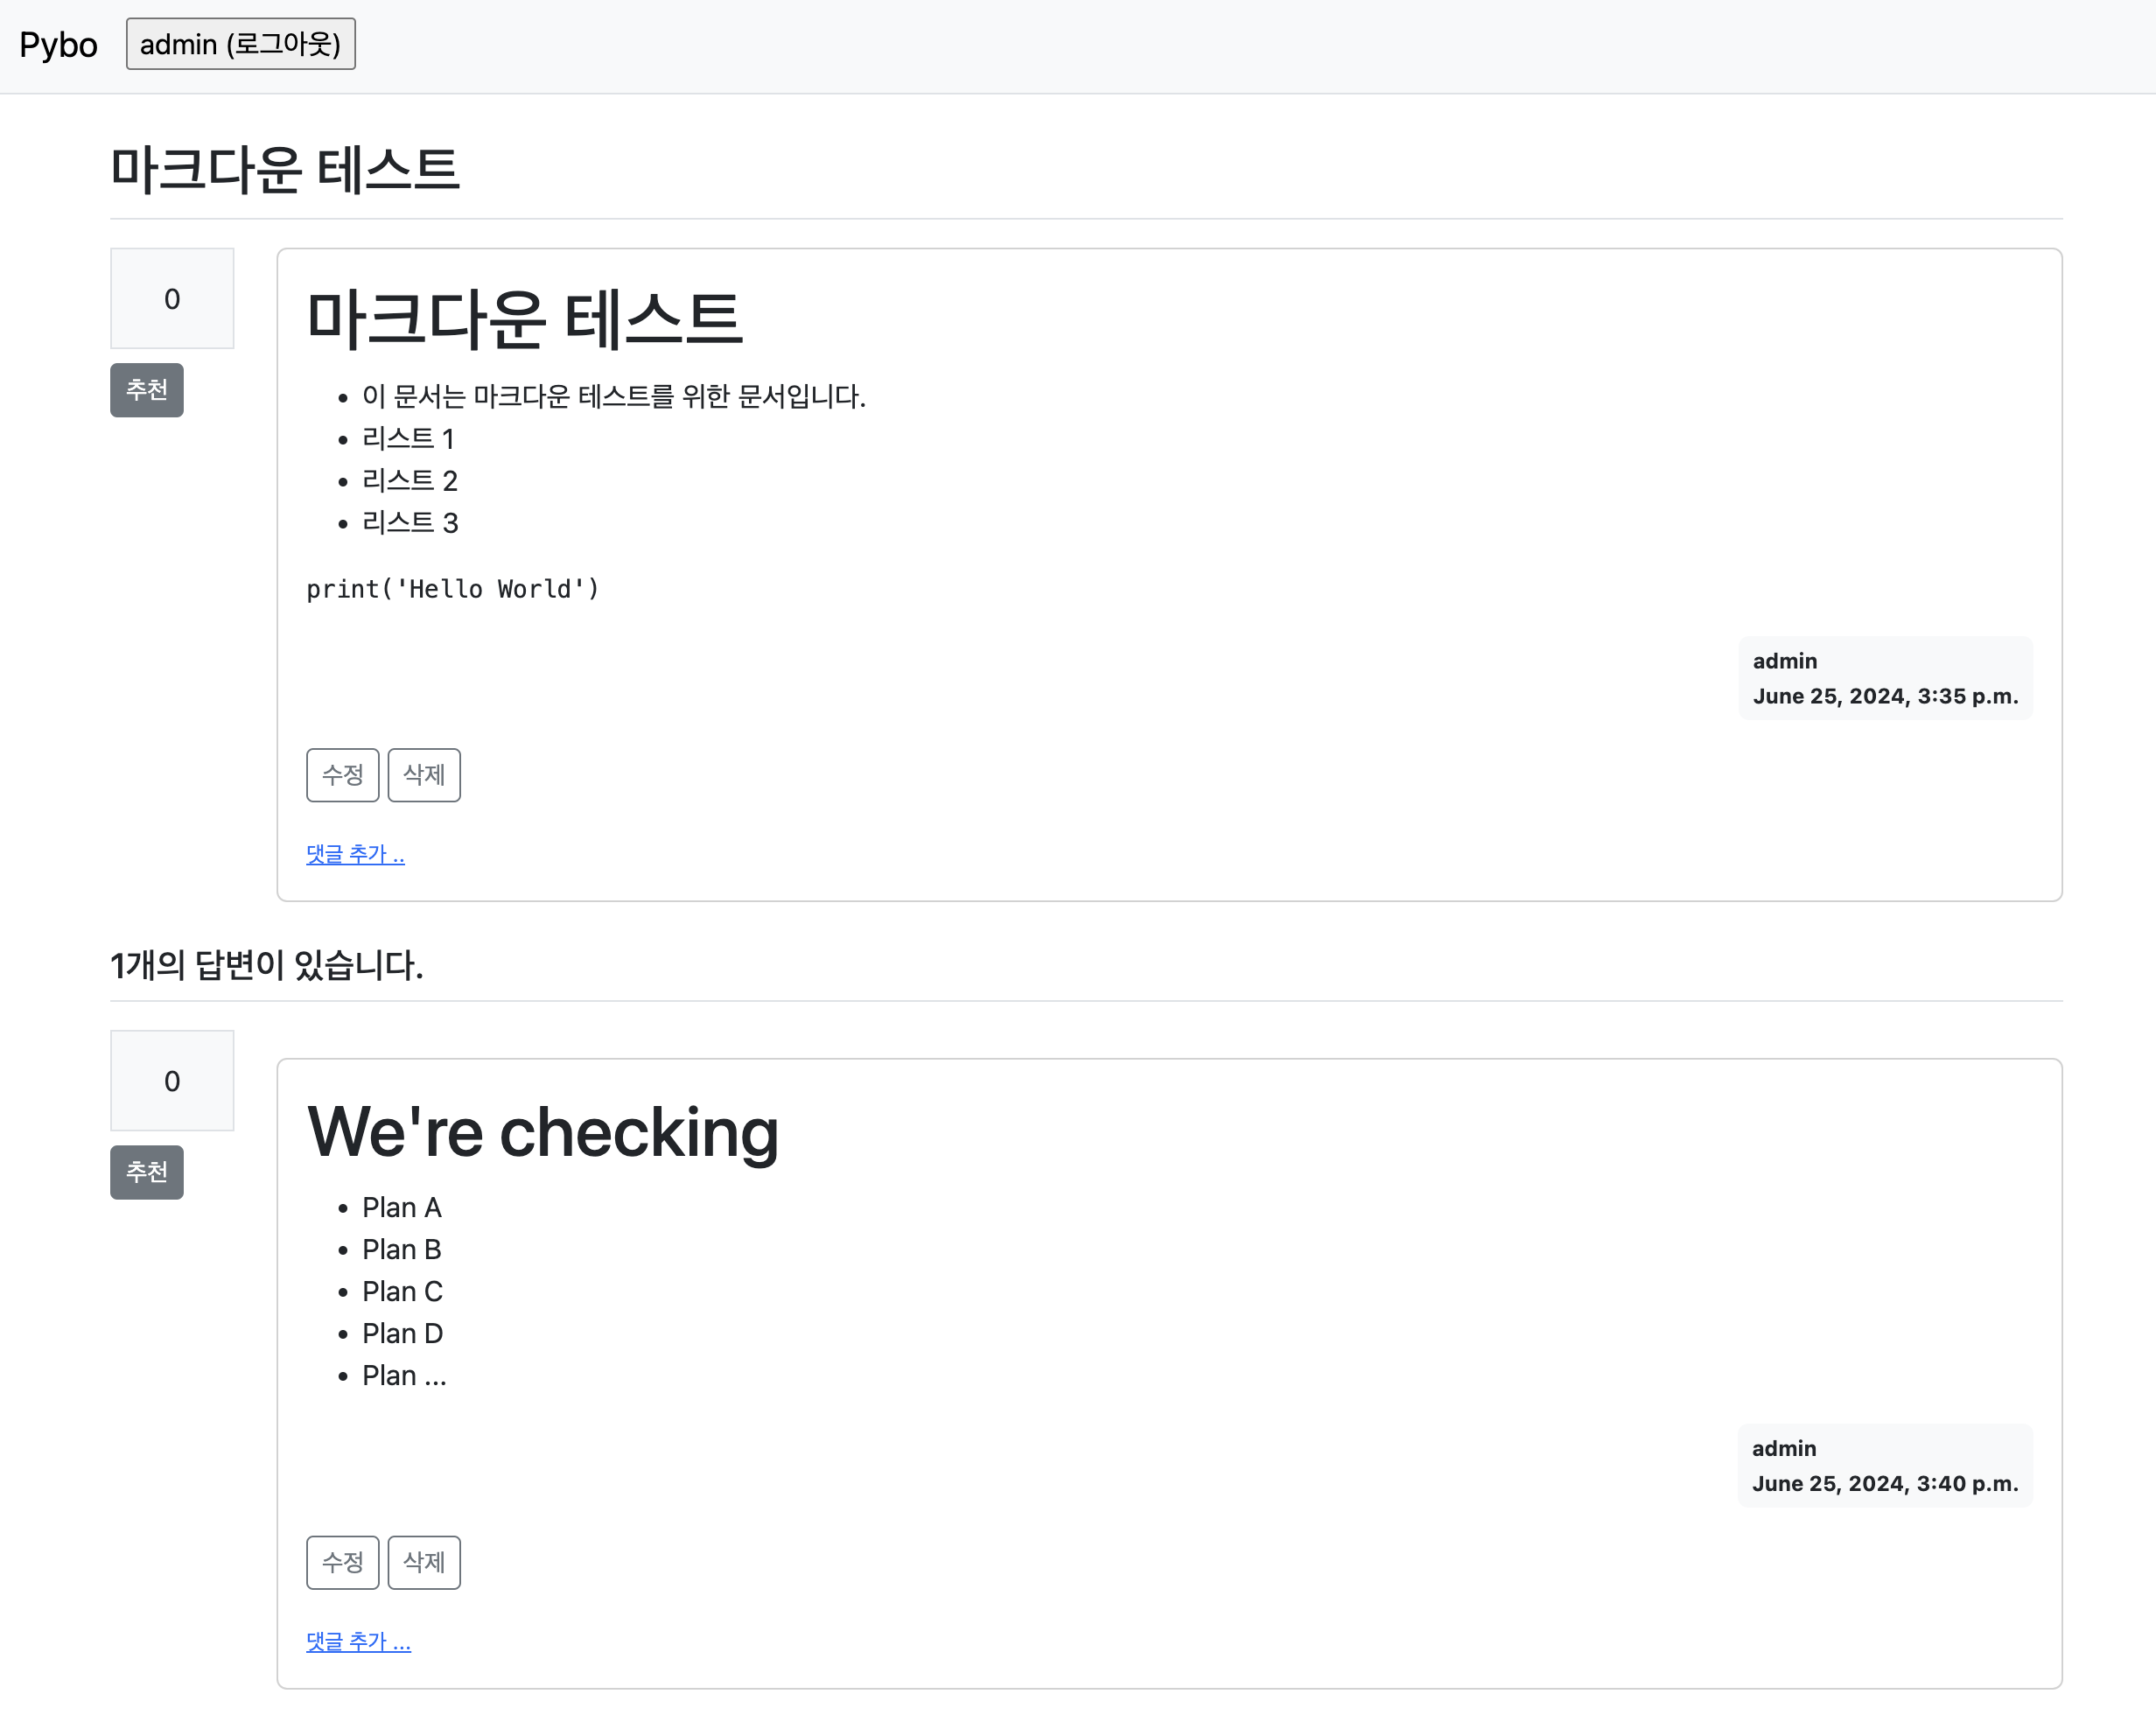 Pybo admin (로그아웃)
마크다운 테스트
0
추천
마크다운 테스트
이 문서는 마크다운 테스트를 위한 문서입니다.
리스트 1
리스트 2
리스트 3
print('Hello World')
admin
June 25, 2024, 3:35 p.m.
수정 삭제
댓글 추가 ..
1개의 답변이 있습니다.
0
추천
We're checking
Plan A
Plan B
Plan C
Plan D
Plan ...
admin
June 25, 2024, 3:40 p.m.
수정 삭제
댓글 추가 ...